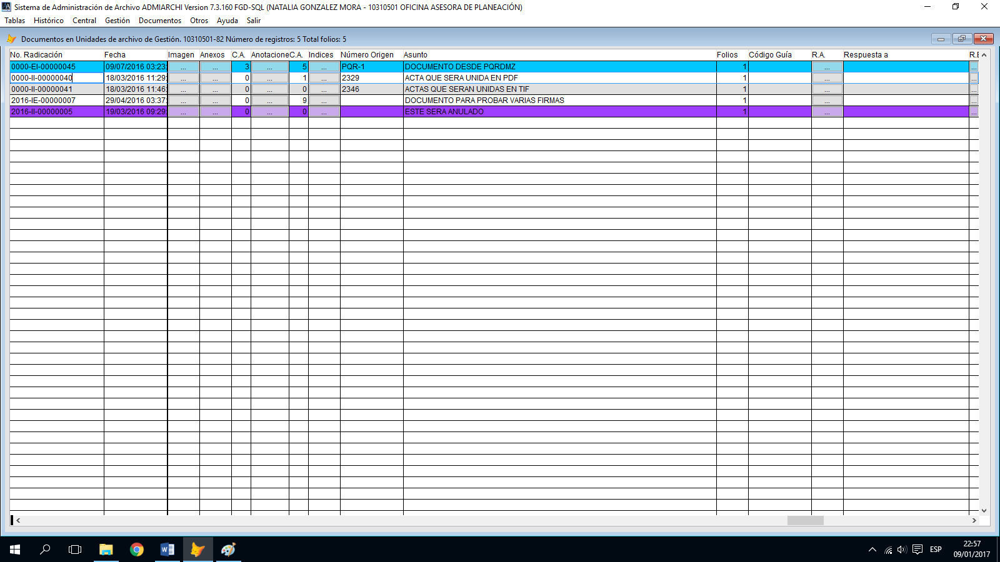 Sistema de Administración de Archivo ADMIARCHI Version 7.3.160 FGD-SQL (NATALIA GONZALEZ MORA - 10310501 OFICINA ASESORA DE PLANEACIÓN)
Tablas Histórico Central Gestión Documentos Otros Ayuda Salir
Documentos en Unidades de archivo de Gestión. 10310501-82 Número de registros: 5 Total folios: 5
No. Radicación Fecha Imagen Anexos C.A. Anotacione C.A. Indices Número Origen Asunto Folios Código Guía R.A. Respuesta a R.E
0000-EI-00000045 09/07/2016 03:23: ... ... 3 ... 5 ... PQR-1 DOCUMENTO DESDE PQRDMZ 1 ... ...
0000-II-00000040 18/03/2016 11:29: ... ... 0 ... 1 ... 2329 ACTA QUE SERA UNIDA EN PDF 1 ... ...
0000-II-00000041 18/03/2016 11:46: ... ... 0 ... 0 ... 2346 ACTAS QUE SERAN UNIDAS EN TIF 1 ... ...
2016-IE-00000007 29/04/2016 03:37: ... ... 0 ... 9 ... DOCUMENTO PARA PROBAR VARIAS FIRMAS 1 ... ...
2016-II-00000005 19/03/2016 09:29: ... ... 0 ... 0 ... ESTE SERA ANULADO 1 ... ...
ESP
22:57
09/01/2017